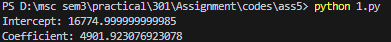 PS D:\msc sem3\practical\301\Assignment\codes\ass5> python 1.py
Intercept: 16774.999999999985
Coefficient: 4901.923076923078